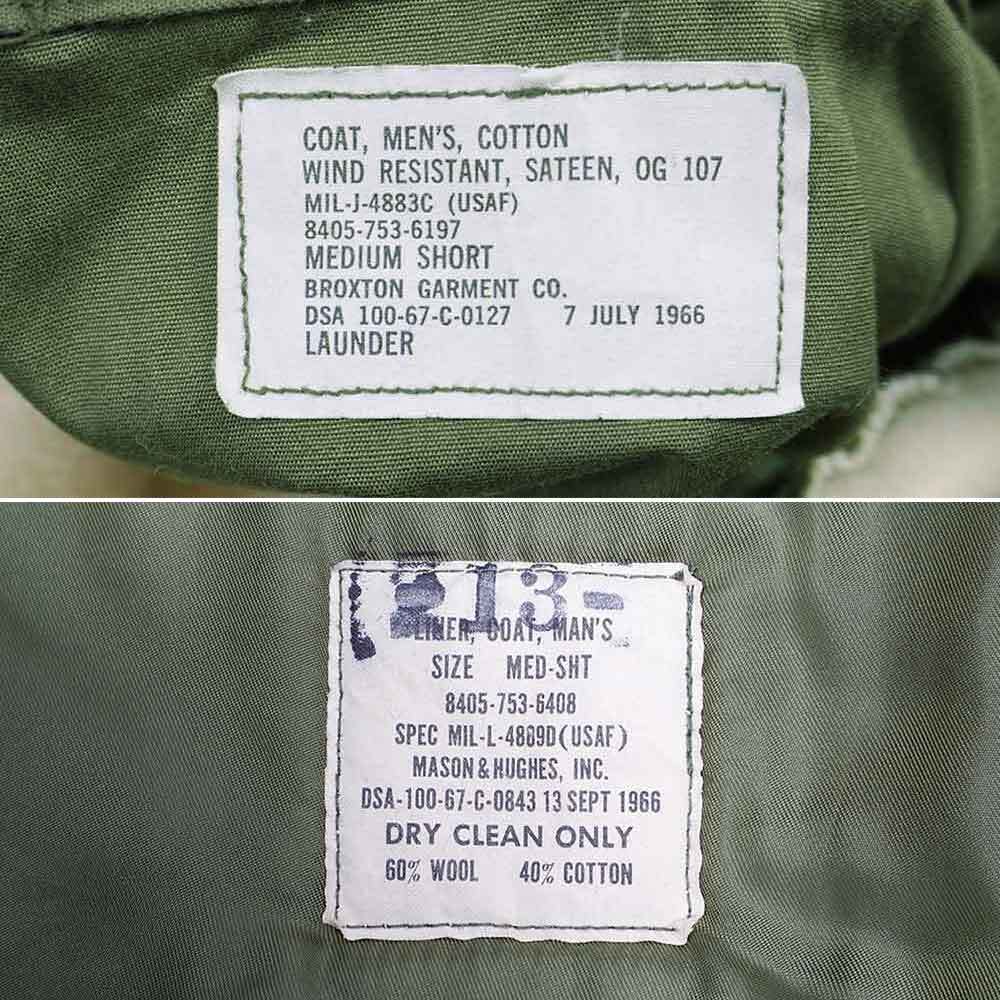 COAT, MEN'S, COTTON
WIND RESISTANT, SATEEN, OG 107
MIL-J-4883C (USAF)
8405-753-6197
MEDIUM SHORT
BROXTON GARMENT CO.
DSA 100-67-C-0127 7 JULY 1966
LAUNDER
213-
LINER, COAT, MAN'S
SIZE MED-SHT
8405-753-6408
SPEC MIL-L-4889D(USAF)
MASON & HUGHES, INC.
DSA-100-67-C-0843 13 SEPT 1966
DRY CLEAN ONLY
60% WOOL 40% COTTON